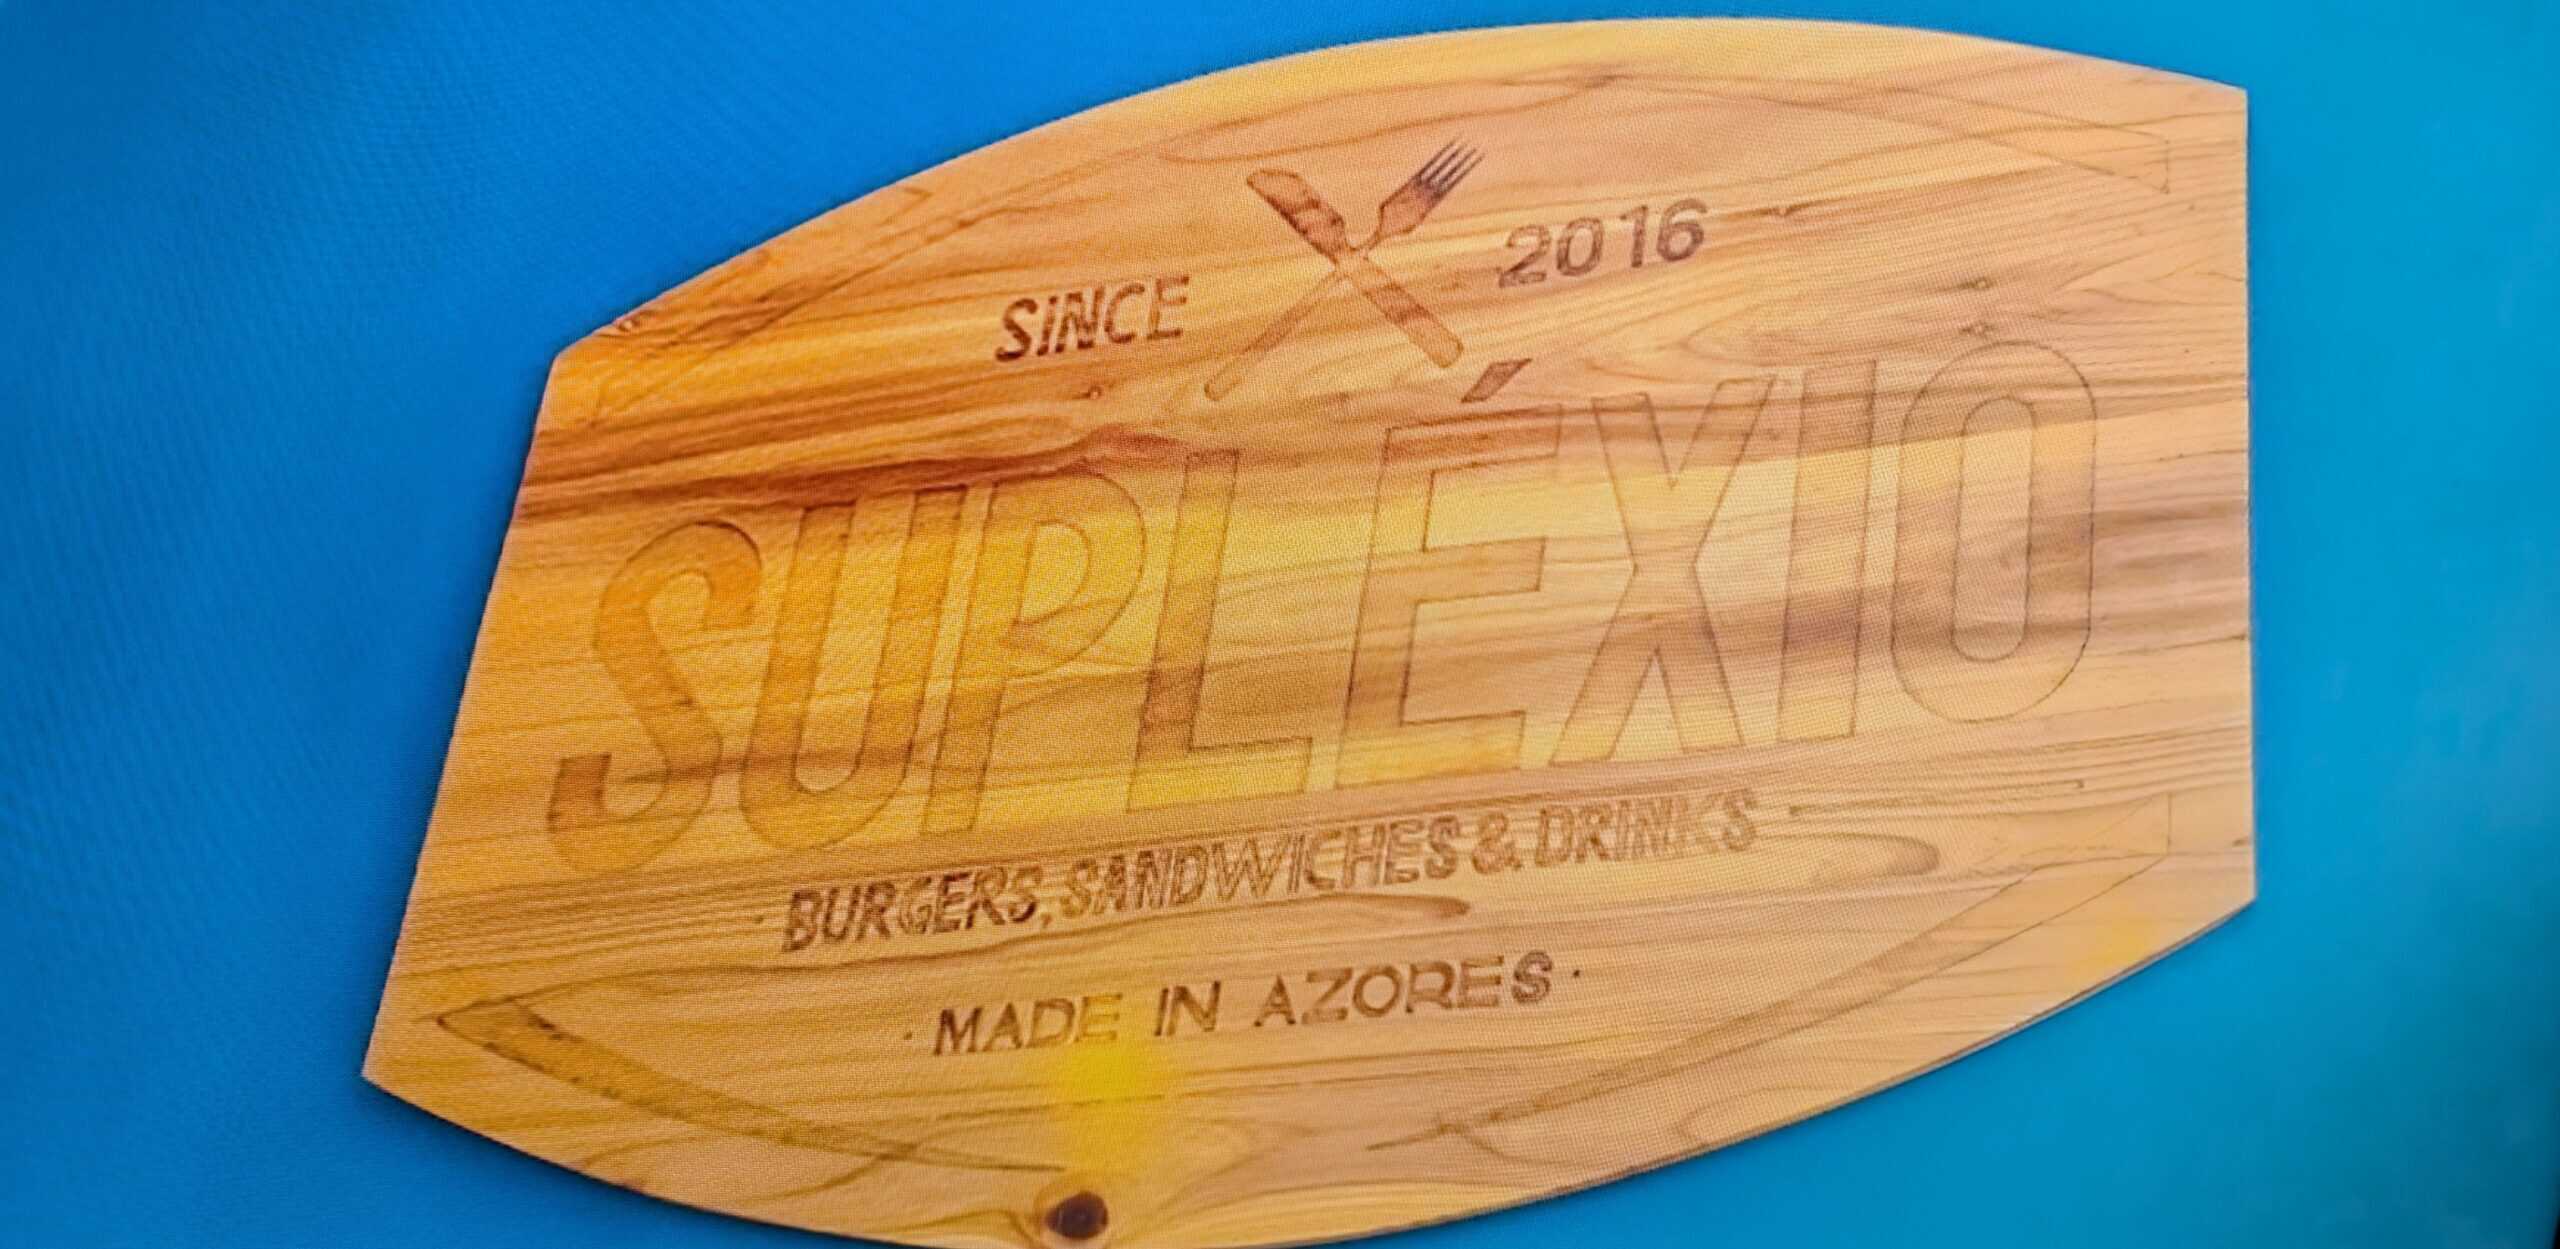 SINCE 2016
SUPLÉXIO
BURGERS, SANDWICHES & DRINKS
· MADE IN AZORES ·